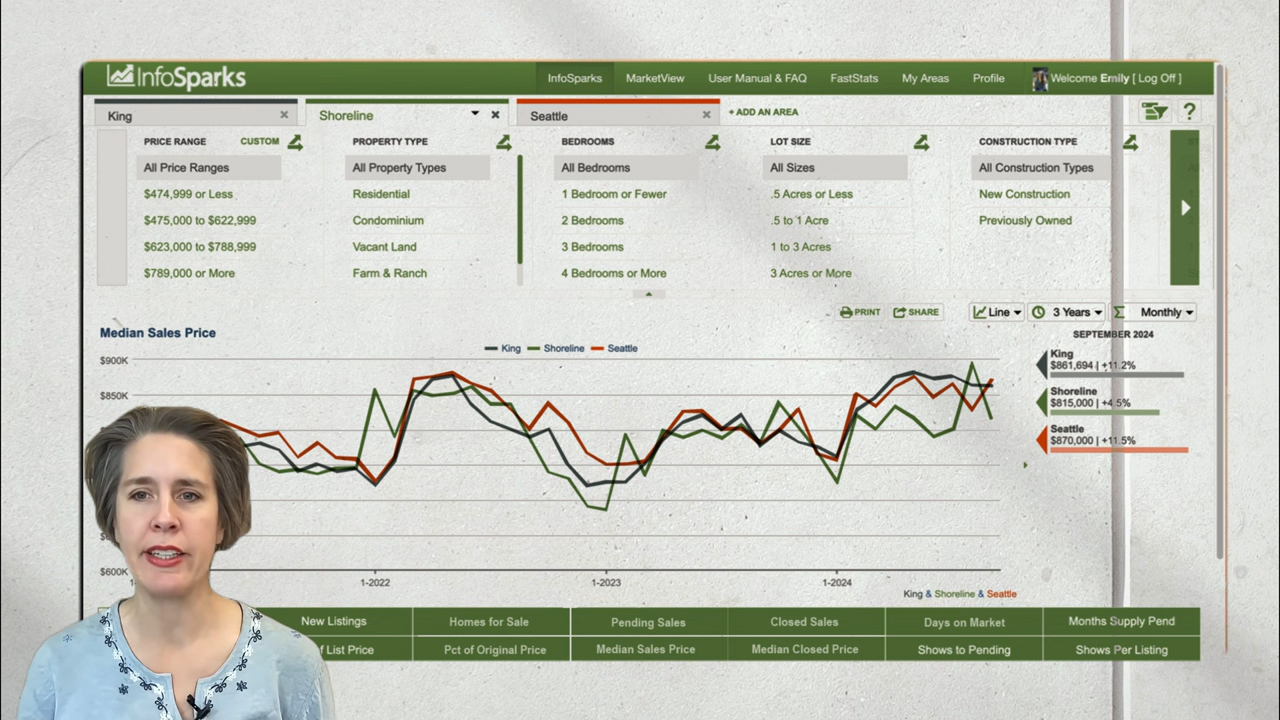 InfoSparks
InfoSparks MarketView User Manual & FAQ FastStats My Areas Profile Welcome Emily [ Log Off ]
King × Shoreline × Seattle × + ADD AN AREA ?
PRICE RANGE CUSTOM PROPERTY TYPE BEDROOMS LOT SIZE CONSTRUCTION TYPE
All Price Ranges All Property Types All Bedrooms All Sizes All Construction Types
$474,999 or Less Residential 1 Bedroom or Fewer .5 Acres or Less New Construction
$475,000 to $622,999 Condominium 2 Bedrooms .5 to 1 Acre Previously Owned
$623,000 to $788,999 Vacant Land 3 Bedrooms 1 to 3 Acres
$789,000 or More Farm & Ranch 4 Bedrooms or More 3 Acres or More
PRINT SHARE Line 3 Years Σ Monthly
Median Sales Price
SEPTEMBER 2024
King Shoreline Seattle
$900K
King
$861,694 | +11.2%
$850K
Shoreline
$815,000 | +4.5%
Seattle
$870,000 | +11.5%
$600K
1-2022 1-2023 1-2024
King & Shoreline & Seattle
New Listings Homes for Sale Pending Sales Closed Sales Days on Market Months Supply Pend
List Price Pct of Original Price Median Sales Price Median Closed Price Shows to Pending Shows Per Listing